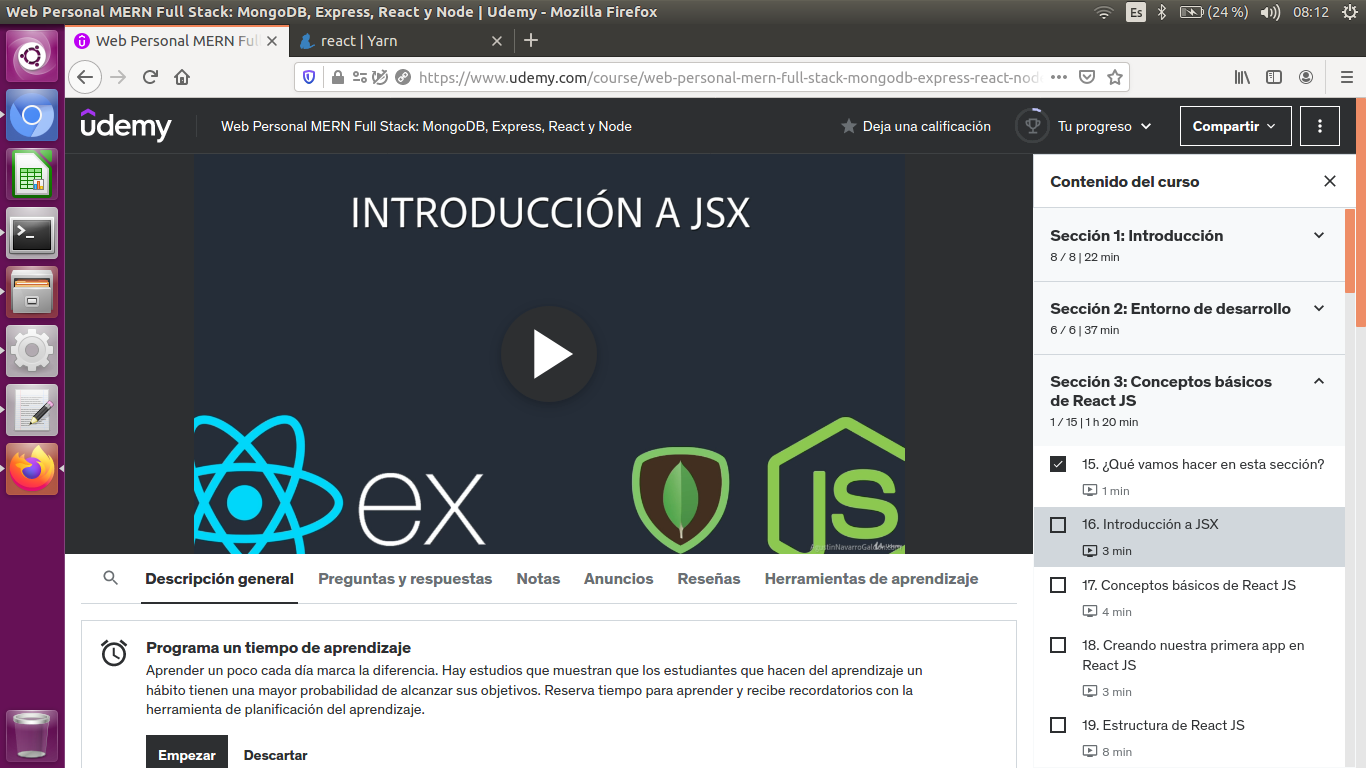 Web Personal MERN Full Stack: MongoDB, Express, React y Node | Udemy - Mozilla Firefox
Es
(24 %)
08:12
Web Personal MERN Ful
react | Yarn
https://www.udemy.com/course/web-personal-mern-full-stack-mongodb-express-react-node
udemy
Web Personal MERN Full Stack: MongoDB, Express, React y Node
Deja una calificación
Tu progreso
Compartir
INTRODUCCIÓN A JSX
ex
JS
Contenido del curso
Sección 1: Introducción
8 / 8 | 22 min
Sección 2: Entorno de desarrollo
6 / 6 | 37 min
Sección 3: Conceptos básicos
de React JS
1 / 15 | 1 h 20 min
15. ¿Qué vamos hacer en esta sección?
1 min
16. Introducción a JSX
3 min
17. Conceptos básicos de React JS
4 min
18. Creando nuestra primera app en
React JS
3 min
19. Estructura de React JS
8 min
Descripción general
Preguntas y respuestas
Notas
Anuncios
Reseñas
Herramientas de aprendizaje
Programa un tiempo de aprendizaje
Aprender un poco cada día marca la diferencia. Hay estudios que muestran que los estudiantes que hacen del aprendizaje un
hábito tienen una mayor probabilidad de alcanzar sus objetivos. Reserva tiempo para aprender y recibe recordatorios con la
herramienta de planificación del aprendizaje.
Empezar
Descartar